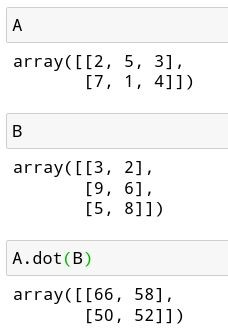 A
array([[2, 5, 3],
       [7, 1, 4]])
B
array([[3, 2],
       [9, 6],
       [5, 8]])
A.dot(B)
array([[66, 58],
       [50, 52]])